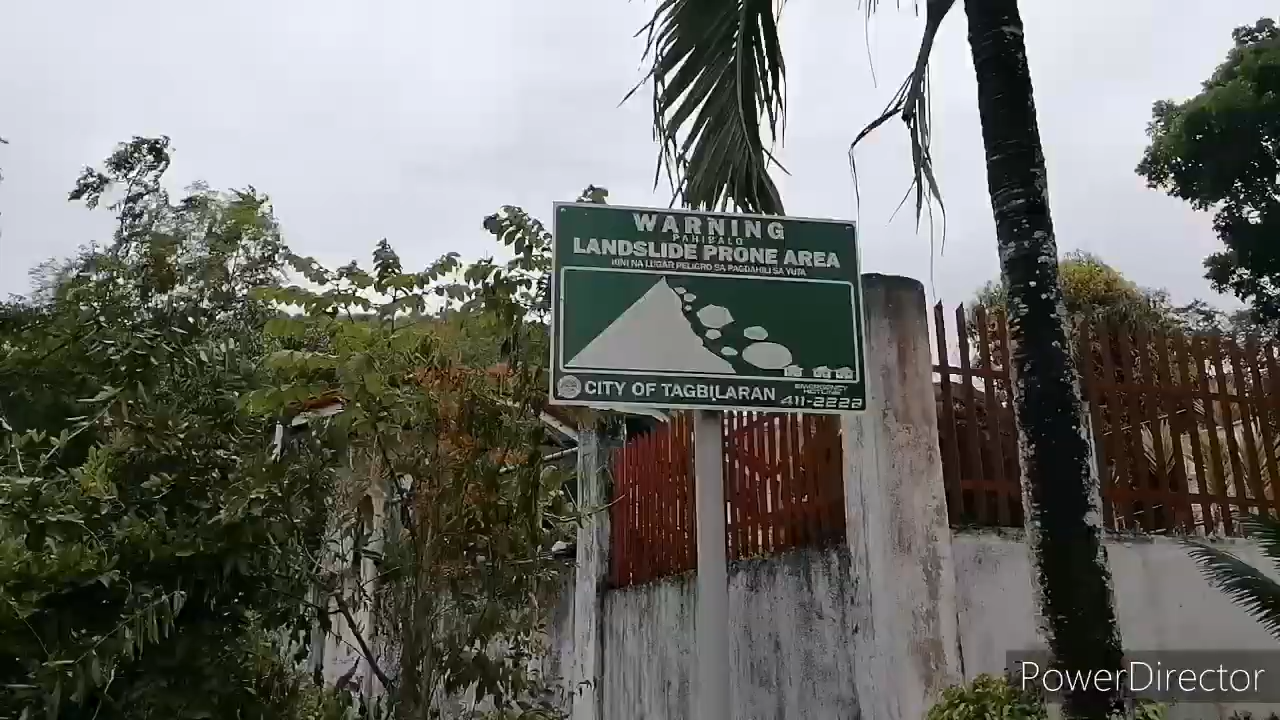 WARNING
PAHIBALO
LANDSLIDE PRONE AREA
KINI NA LUGAR PELIGRO SA PAGDAHILI SA YUTA
CITY OF TAGBILARAN
EMERGENCY
HOTLINE
411-2222
PowerDirector